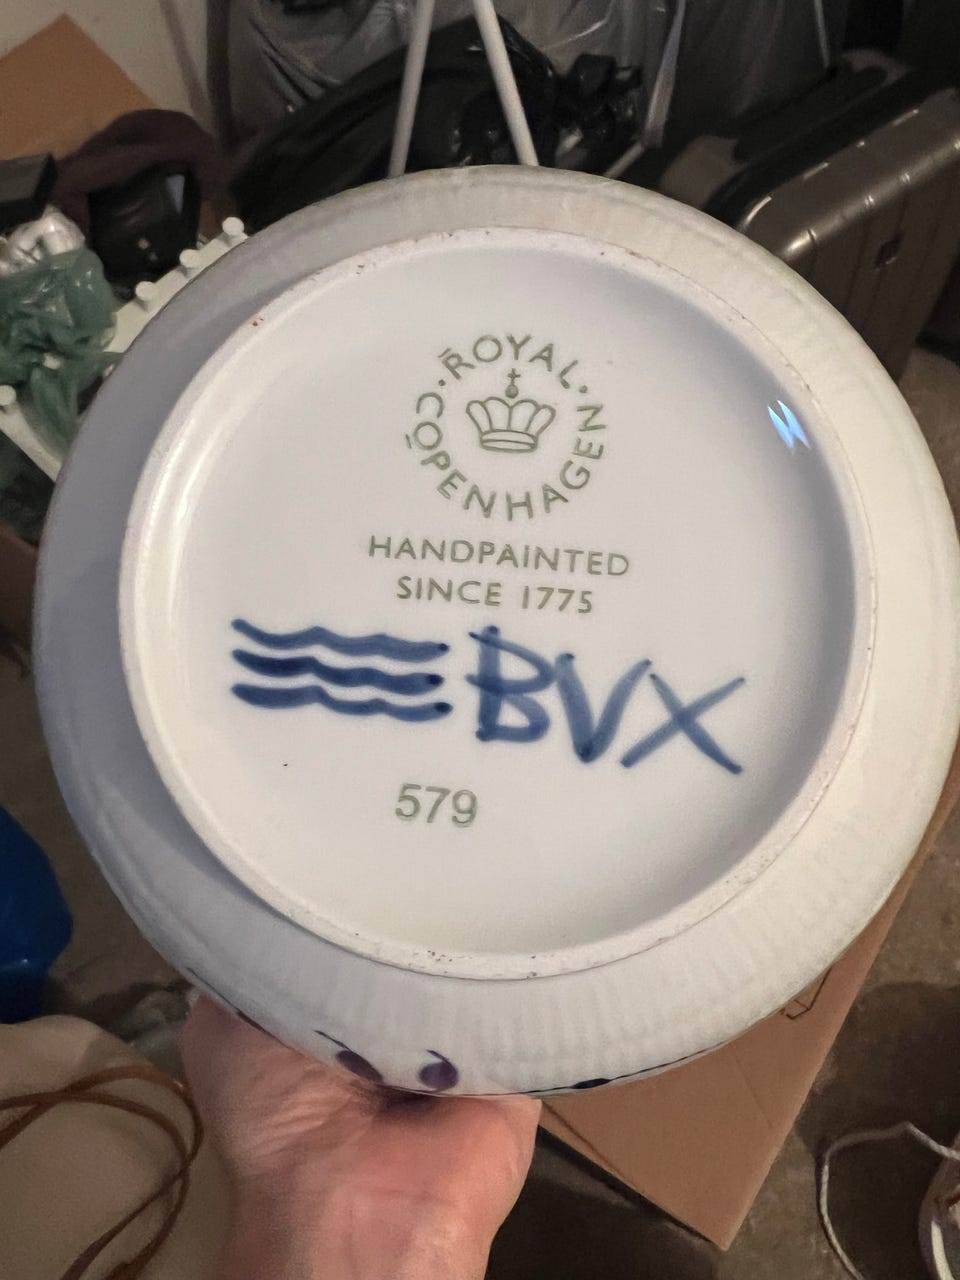 ROYAL · COPENHAGEN ·
HANDPAINTED
SINCE 1775
BVX
579